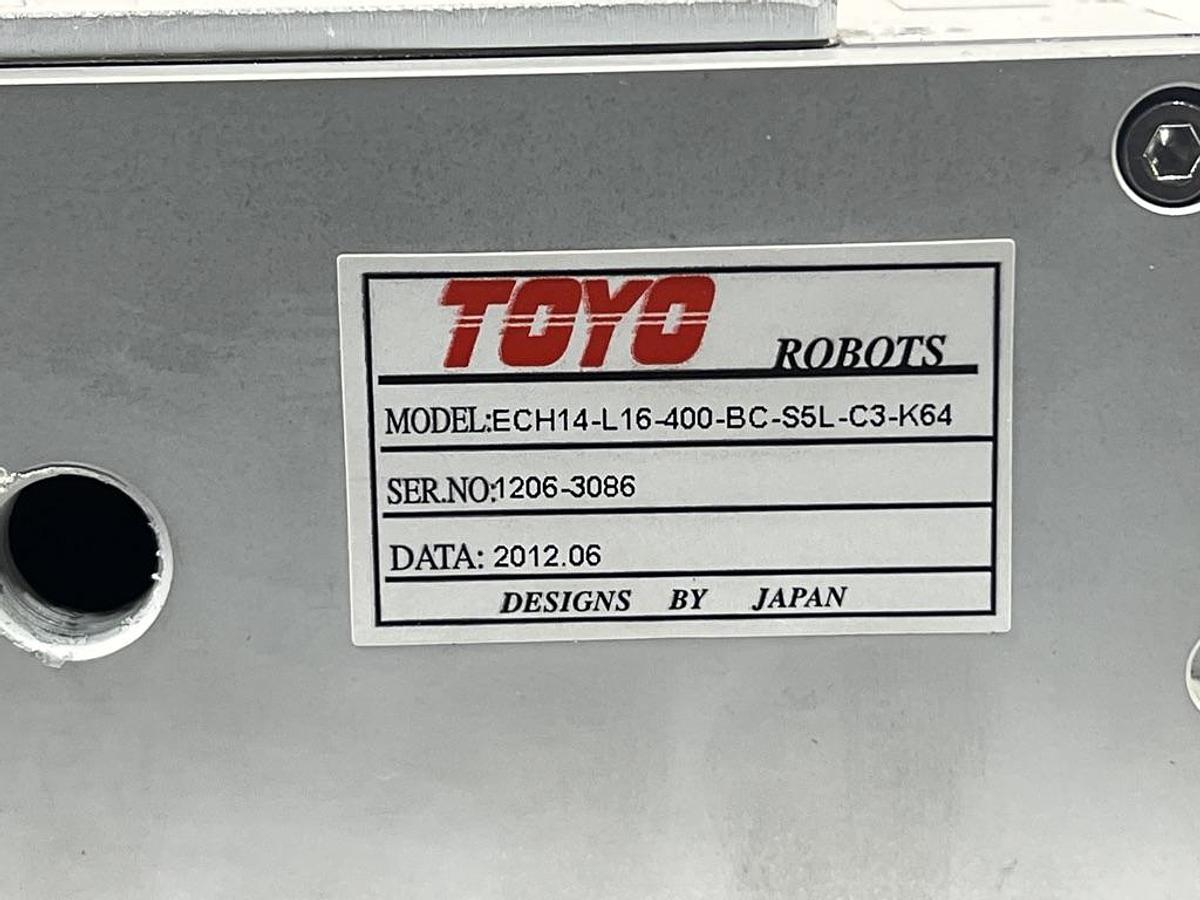 TOYO ROBOTS
MODEL:ECH14-L16-400-BC-S5L-C3-K64
SER.NO:1206-3086
DATA: 2012.06
DESIGNS BY JAPAN